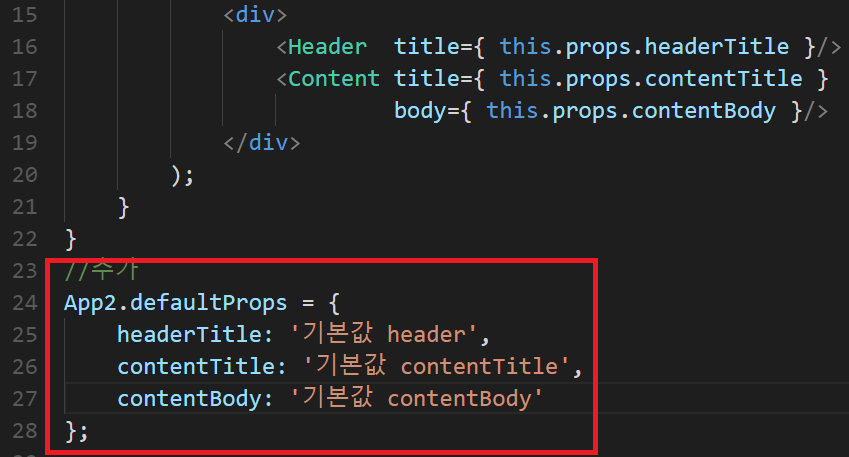 15 <div>
16 <Header title={ this.props.headerTitle }/>
17 <Content title={ this.props.contentTitle }
18 body={ this.props.contentBody }/>
19 </div>
20 );
21 }
22 }
23 //추가
24 App2.defaultProps = {
25 headerTitle: '기본값 header',
26 contentTitle: '기본값 contentTitle',
27 contentBody: '기본값 contentBody'
28 };